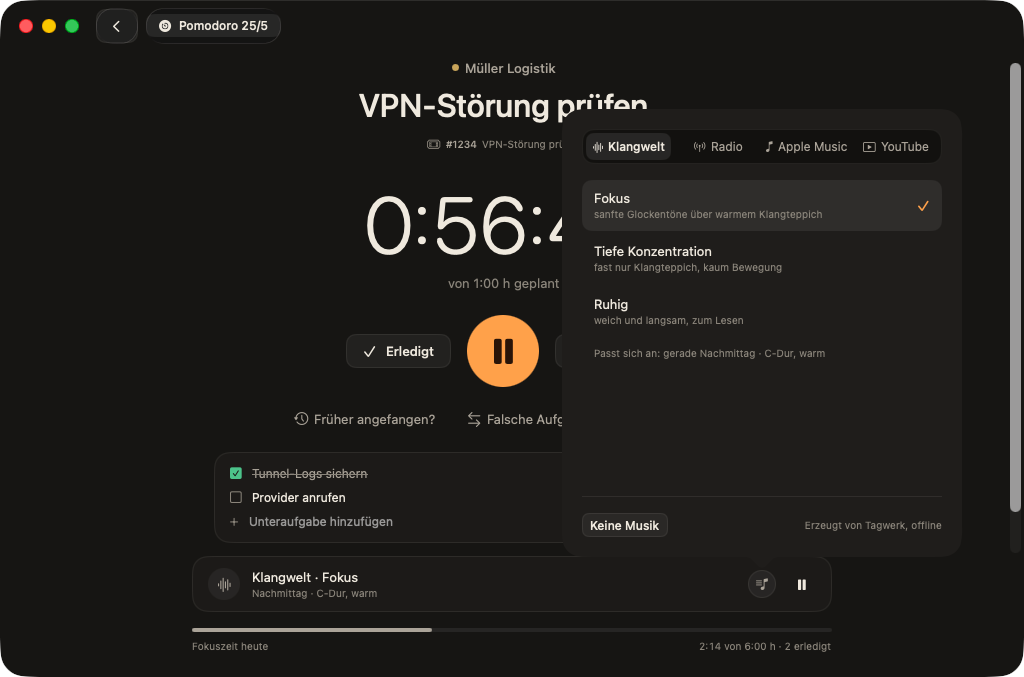 Pomodoro 25/5
Müller Logistik
VPN-Störung prüfen
#1234 VPN-Störung
0:56:
von 1:00 h geplant
Erledigt
Früher angefangen?
Falsche
Tunnel-Logs sichern
Provider anrufen
+ Unteraufgabe hinzufügen
Klangwelt
Radio
Apple Music
YouTube
Fokus
sanfte Glockentöne über warmem Klangteppich
Tiefe Konzentration
fast nur Klangteppich, kaum Bewegung
Ruhig
weich und langsam, zum Lesen
Passt sich an: gerade Nachmittag · C-Dur, warm
Keine Musik
Erzeugt von Tagwerk, offline
Klangwelt · Fokus
Nachmittag · C-Dur, warm
Fokuszeit heute
2:14 von 6:00 h · 2 erledigt